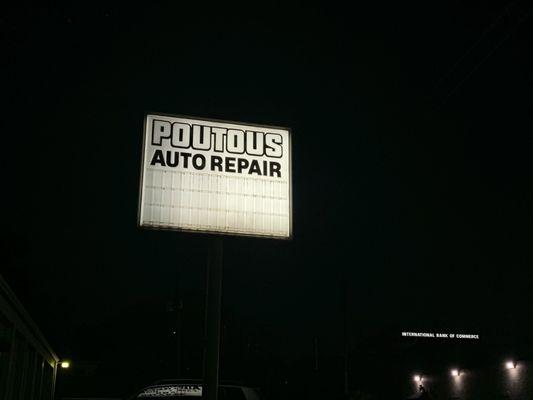 POUTOUS
AUTO REPAIR
INTERNATIONAL BANK OF COMMERCE